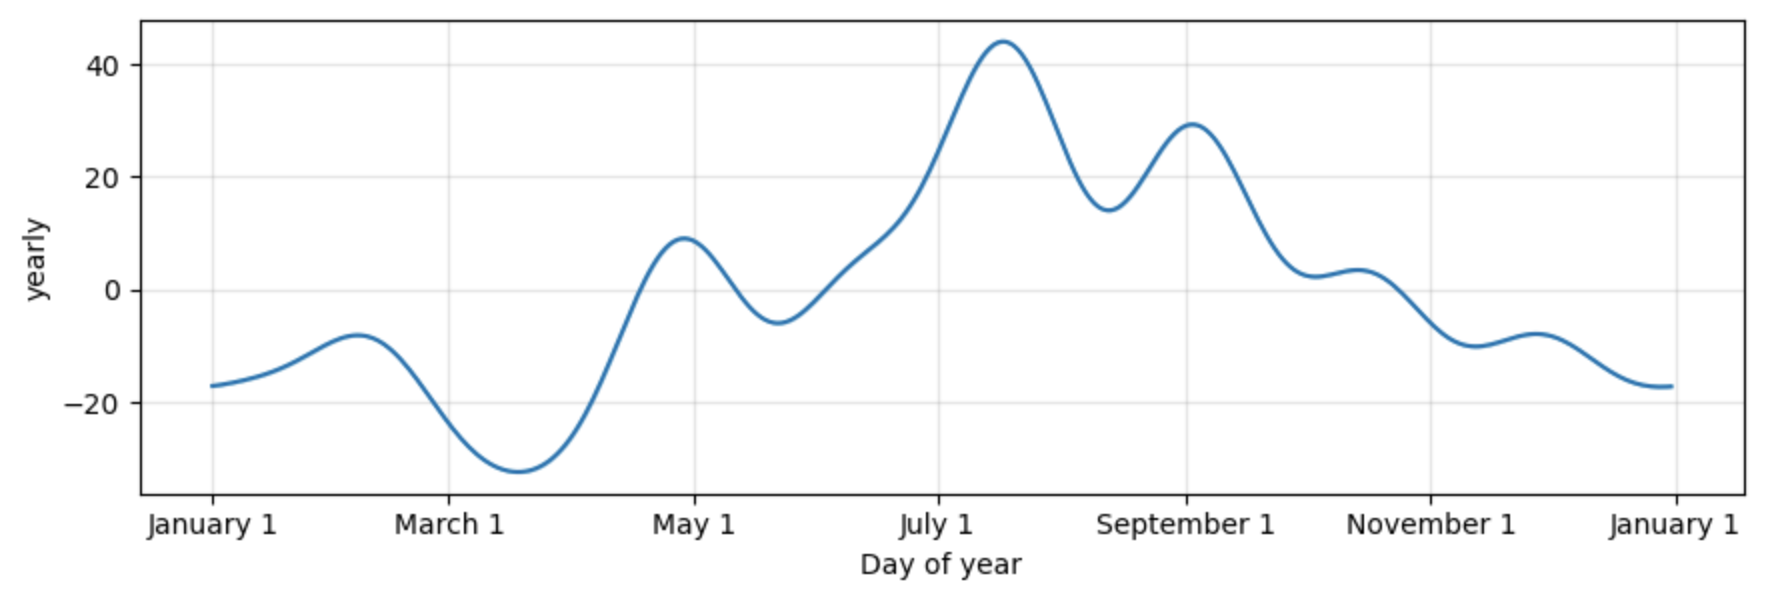 40
20
0
−20
yearly
January 1 March 1 May 1 July 1 September 1 November 1 January 1
Day of year